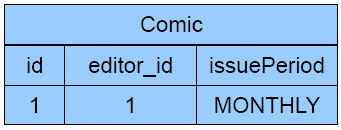 Comic
id editor_id issuePeriod
1 1 MONTHLY